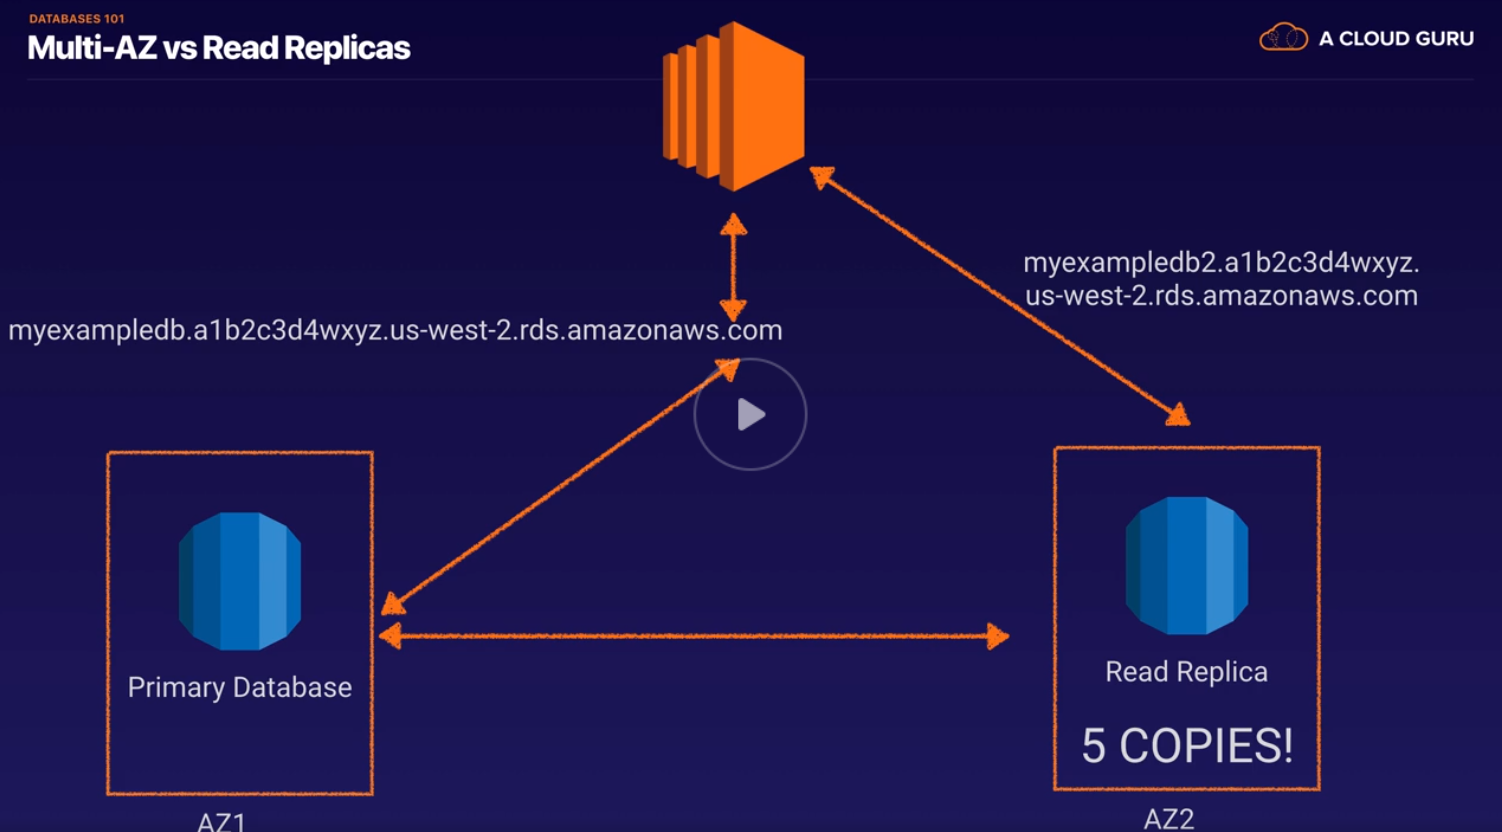 DATABASES 101
Multi-AZ vs Read Replicas
A CLOUD GURU
myexampledb2.a1b2c3d4wxyz.
us-west-2.rds.amazonaws.com
myexampledb.a1b2c3d4wxyz.us-west-2.rds.amazonaws.com
Primary Database
AZ1
Read Replica
5 COPIES!
AZ2